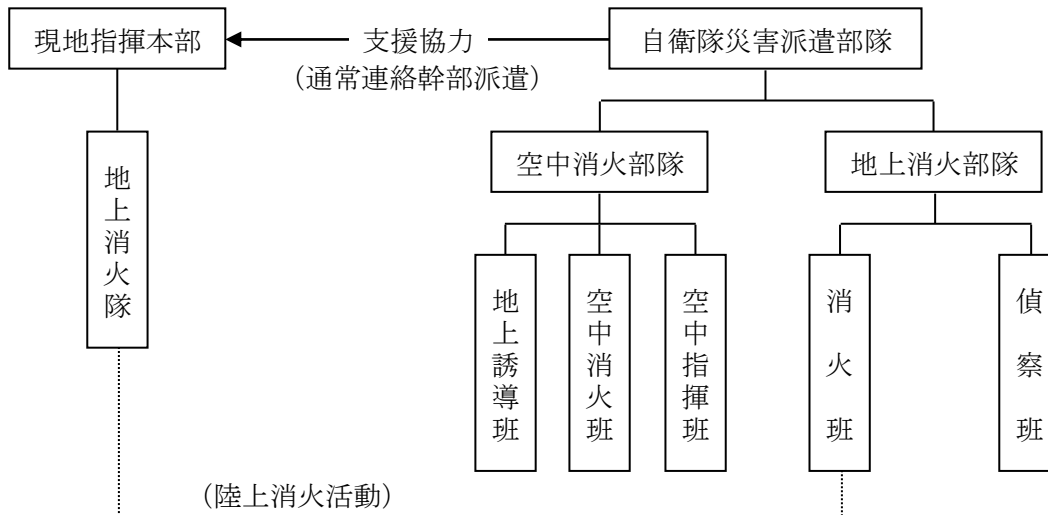 現地指揮本部
支援協力
(通常連絡幹部派遣)
自衛隊災害派遣部隊
空中消火部隊
地上消火部隊
地上消火隊
地上誘導班
空中消火班
空中指揮班
消火班
偵察班
(陸上消火活動)